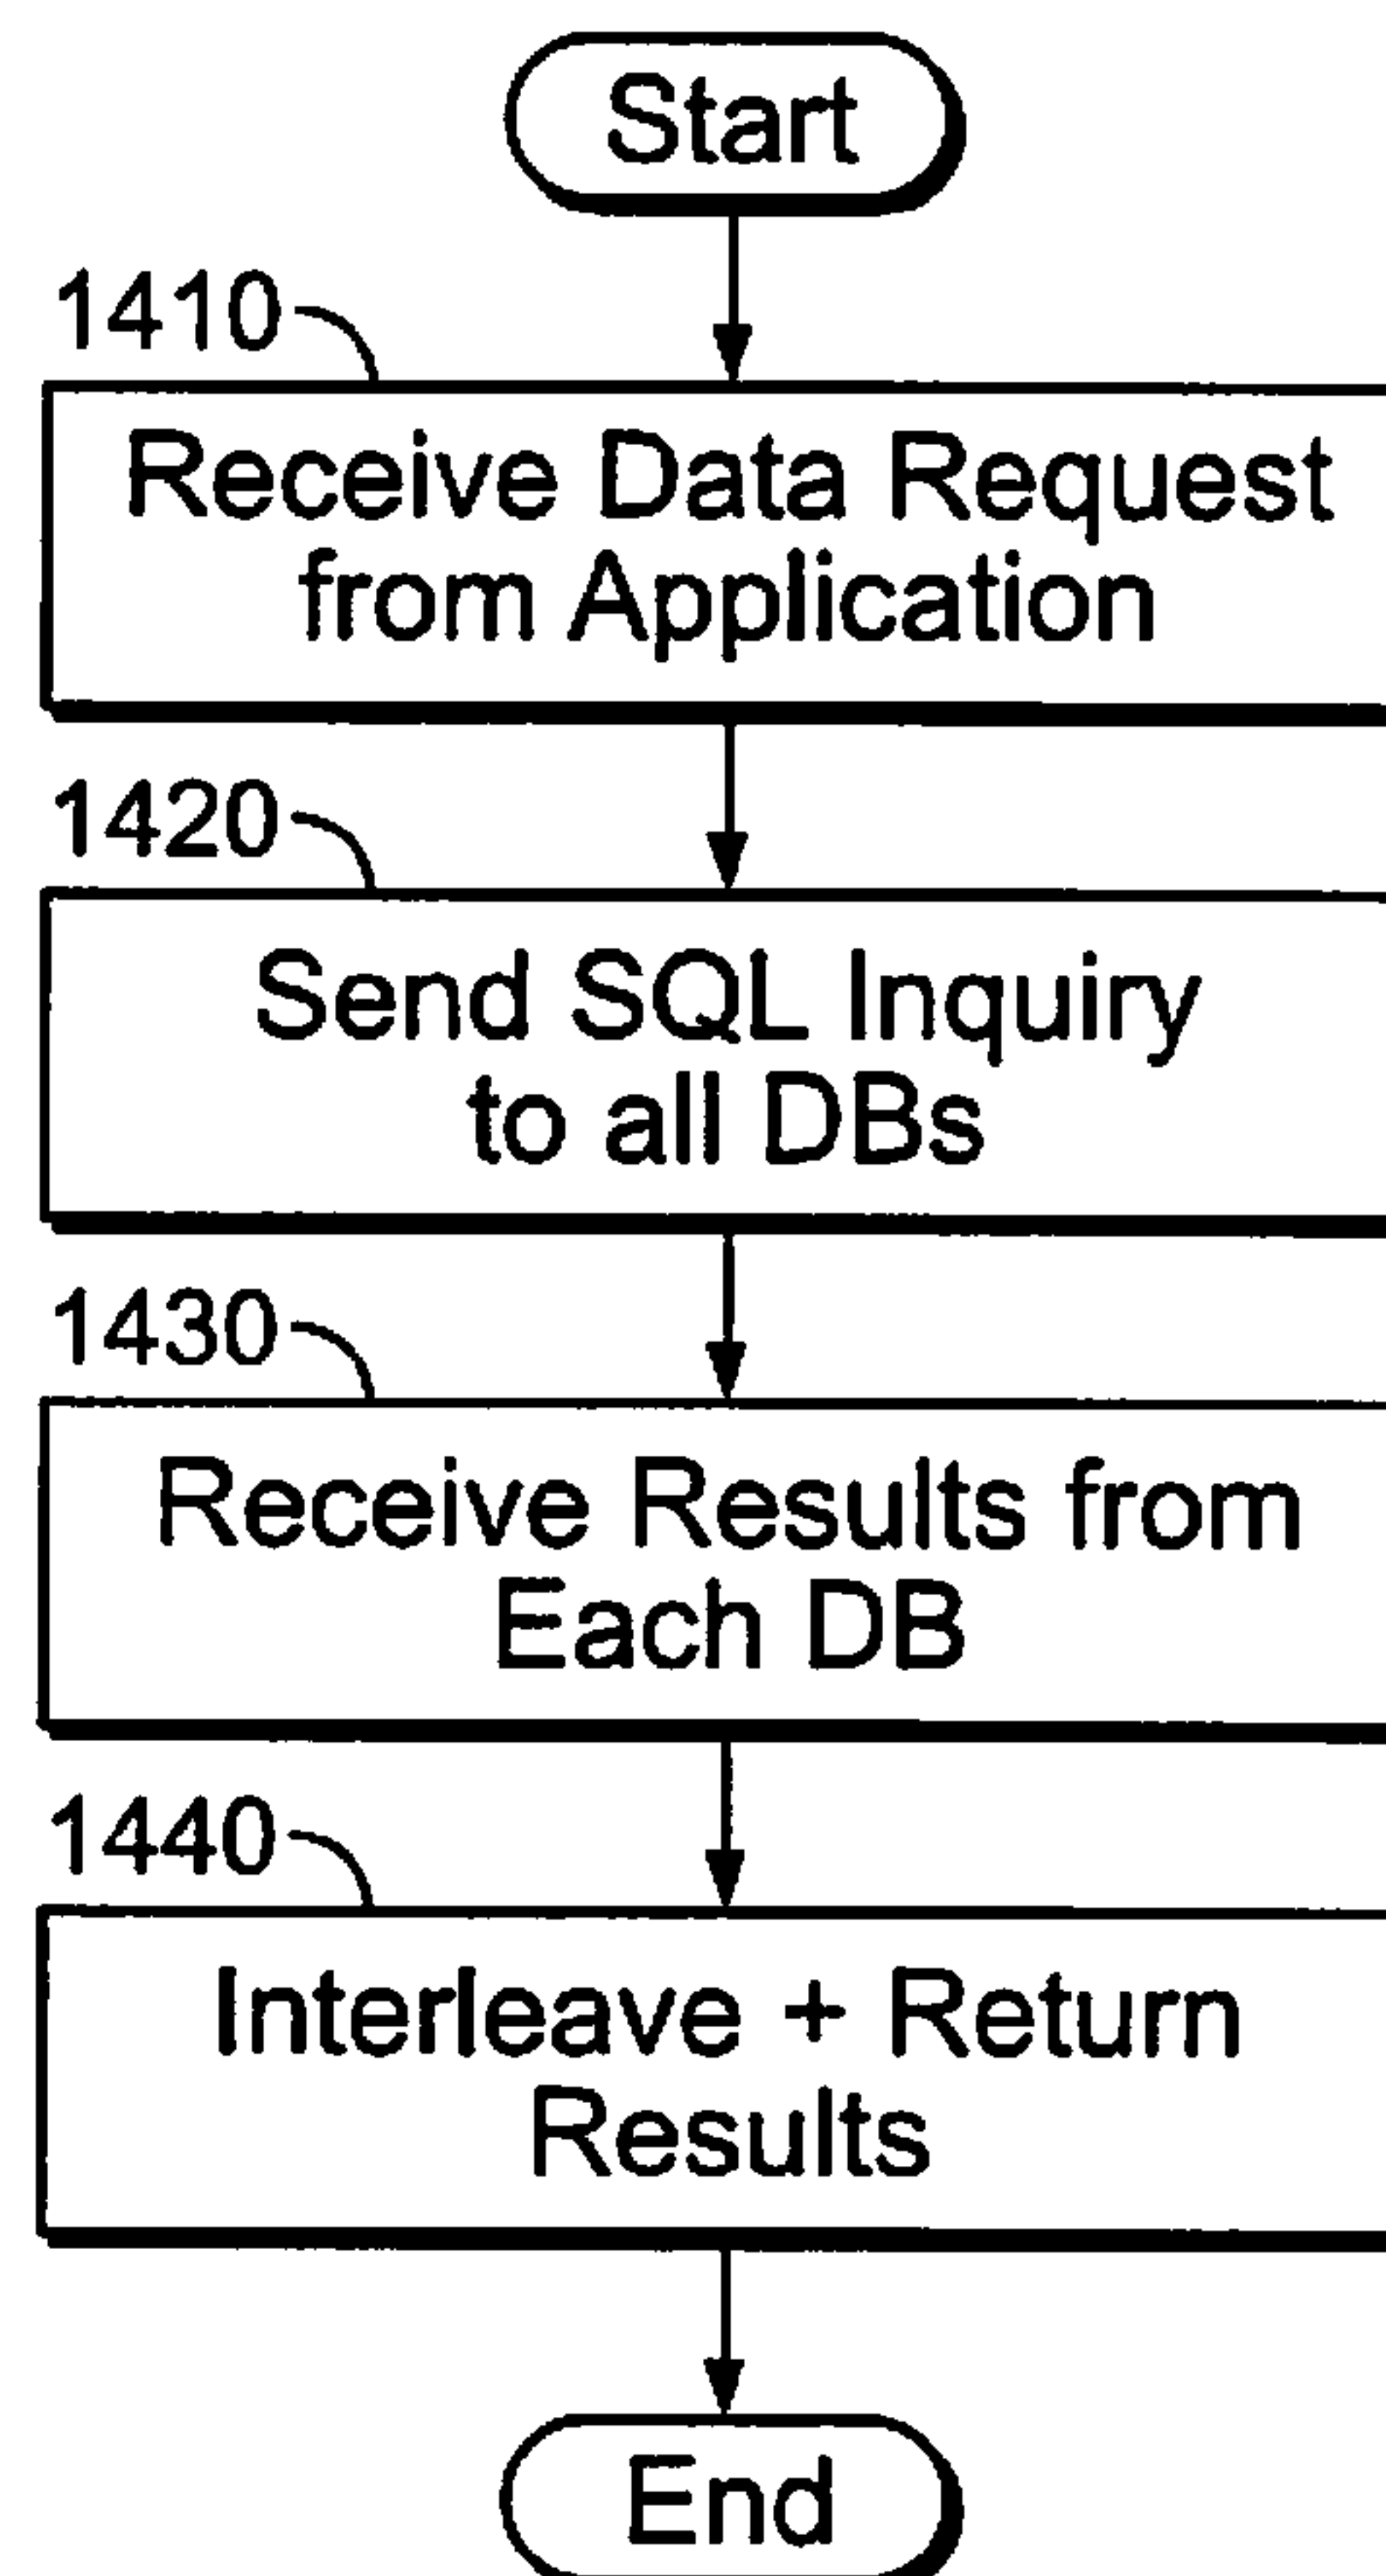 Start
1410
Receive Data Request
from Application
1420
Send SQL Inquiry
to all DBs
1430
Receive Results from
Each DB
1440
Interleave + Return
Results
End